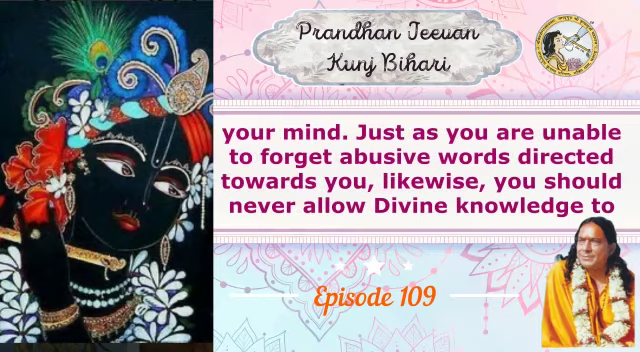 Prandhan Jeevan
Kunj Bihari
your mind. Just as you are unable
to forget abusive words directed
towards you, likewise, you should
never allow Divine knowledge to
Episode 109